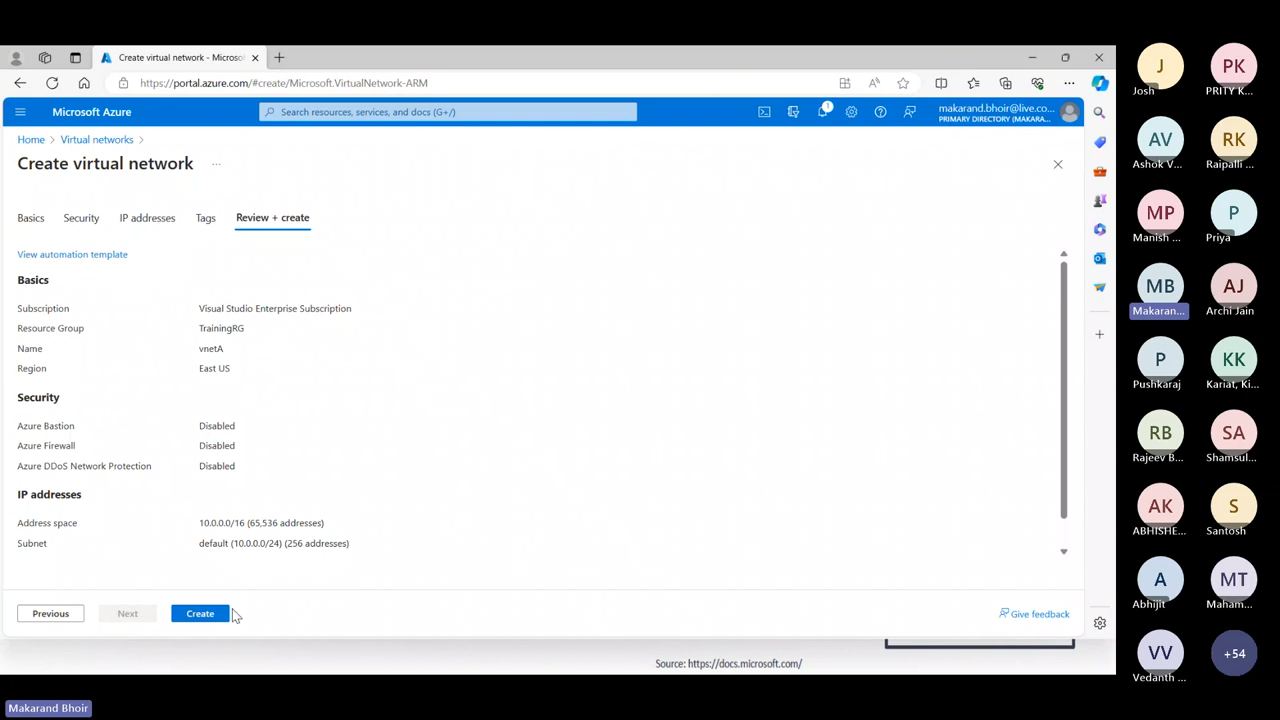 Create virtual network - Microso
https://portal.azure.com/#create/Microsoft.VirtualNetwork-ARM
Microsoft Azure
Search resources, services, and docs (G+/)
1
makarand.bhoir@live.co...
PRIMARY DIRECTORY (MAKARA...
Home > Virtual networks >
Create virtual network ...
Basics Security IP addresses Tags Review + create
View automation template
Basics
Subscription Visual Studio Enterprise Subscription
Resource Group TrainingRG
Name vnetA
Region East US
Security
Azure Bastion Disabled
Azure Firewall Disabled
Azure DDoS Network Protection Disabled
IP addresses
Address space 10.0.0.0/16 (65,536 addresses)
Subnet default (10.0.0.0/24) (256 addresses)
Previous Next Create Give feedback
Source: https://docs.microsoft.com/
Makarand Bhoir
J PK
Josh PRITY K...
AV RK
Ashok V... Raipalli ...
MP P
Manish ... Priya
MB AJ
Makaran... Archi Jain
P KK
Pushkaraj Kariat, Ki...
RB SA
Rajeev B... Shamsul...
AK S
ABHISHE... Santosh
A MT
Abhijit Maham...
VV +54
Vedanth ...